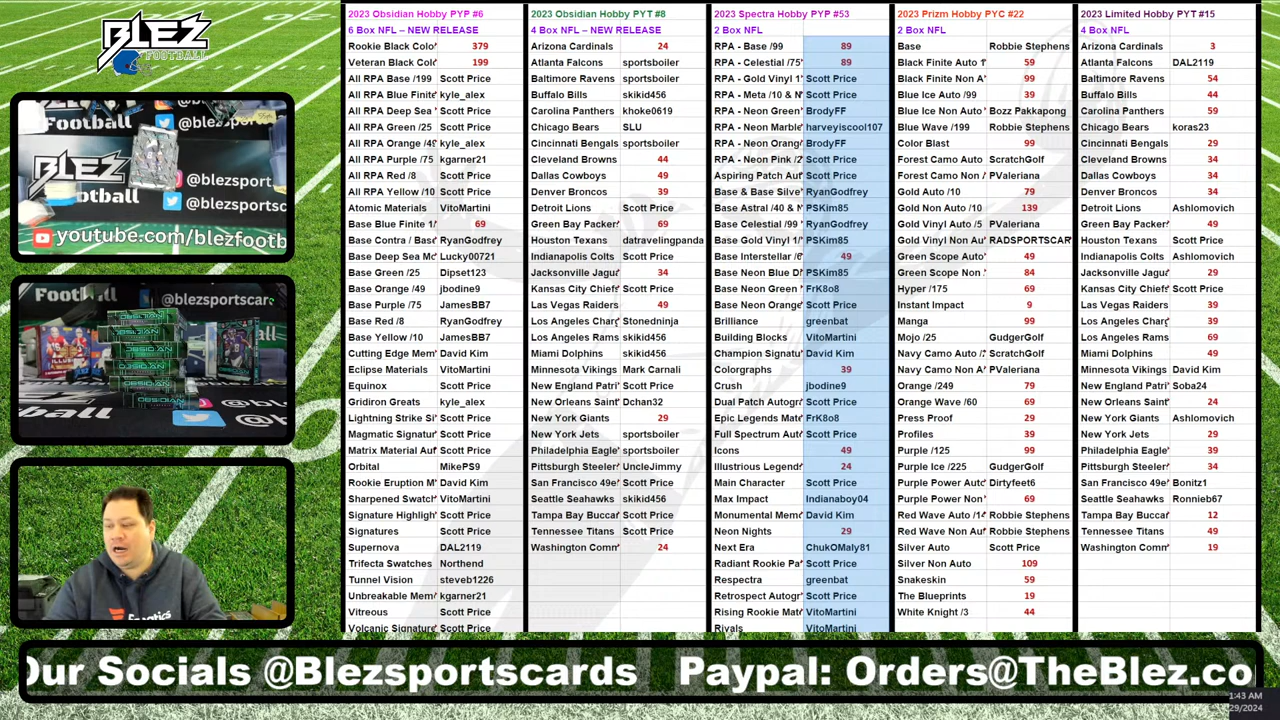 BLEZ
FOOTBALL
Football
@blezsport
BLEZ
Football
@blezsport
@blezsportsc
youtube.com/blezfootb
Football
@blezsportscar
OBSIDIAN
2023 Obsidian Hobby PYP #6
6 Box NFL – NEW RELEASE
Rookie Black Colo 379
Veteran Black Col 199
All RPA Base /199 Scott Price
All RPA Blue Finite kyle_alex
All RPA Deep Sea Scott Price
All RPA Green /25 Scott Price
All RPA Orange /49 kyle_alex
All RPA Purple /75 kgarner21
All RPA Red /8 Scott Price
All RPA Yellow /10 Scott Price
Atomic Materials VitoMartini
Base Blue Finite 1/ 69
Base Contra / Base RyanGodfrey
Base Deep Sea Mo Lucky00721
Base Green /25 Dipset123
Base Orange /49 jbodine9
Base Purple /75 JamesBB7
Base Red /8 RyanGodfrey
Base Yellow /10 JamesBB7
Cutting Edge Mem David Kim
Eclipse Materials VitoMartini
Equinox Scott Price
Gridiron Greats kyle_alex
Lightning Strike Si Scott Price
Magmatic Signatur Scott Price
Matrix Material Aut Scott Price
Orbital MikePS9
Rookie Eruption M David Kim
Sharpened Swatch VitoMartini
Signature Highligh Scott Price
Signatures Scott Price
Supernova DAL2119
Trifecta Swatches Northend
Tunnel Vision steveb1226
Unbreakable Mem kgarner21
Vitreous Scott Price
Volcanic Signature Scott Price
2023 Obsidian Hobby PYT #8
4 Box NFL – NEW RELEASE
Arizona Cardinals 24
Atlanta Falcons sportsboiler
Baltimore Ravens sportsboiler
Buffalo Bills skikid456
Carolina Panthers khoke0619
Chicago Bears SLU
Cincinnati Bengals sportsboiler
Cleveland Browns 44
Dallas Cowboys 49
Denver Broncos 39
Detroit Lions Scott Price
Green Bay Packer 69
Houston Texans datravelingpanda
Indianapolis Colts Scott Price
Jacksonville Jagu 34
Kansas City Chiefs Scott Price
Las Vegas Raiders 49
Los Angeles Charg Stonedninja
Los Angeles Rams skikid456
Miami Dolphins skikid456
Minnesota Vikings Mark Carnali
New England Patri Scott Price
New Orleans Saint Dchan32
New York Giants 29
New York Jets sportsboiler
Philadelphia Eagle sportsboiler
Pittsburgh Steeler UncleJimmy
San Francisco 49e Scott Price
Seattle Seahawks skikid456
Tampa Bay Buccar Scott Price
Tennessee Titans Scott Price
Washington Comm 24
2023 Spectra Hobby PYP #53
2 Box NFL
RPA - Base /99 89
RPA - Celestial /75 89
RPA - Gold Vinyl 1 Scott Price
RPA - Meta /10 & N Scott Price
RPA - Neon Green BrodyFF
RPA - Neon Marble harveyiscool107
RPA - Neon Orang BrodyFF
RPA - Neon Pink /2 Scott Price
Aspiring Patch Aut Scott Price
Base & Base Silve RyanGodfrey
Base Astral /40 & N PSKim85
Base Celestial /99 RyanGodfrey
Base Gold Vinyl 1/ PSKim85
Base Interstellar /6 49
Base Neon Blue D PSKim85
Base Neon Green FrK8o8
Base Neon Orange Scott Price
Brilliance greenbat
Building Blocks VitoMartini
Champion Signatu David Kim
Colorgraphs 39
Crush jbodine9
Dual Patch Autogr Scott Price
Epic Legends Mat FrK8o8
Full Spectrum Aut Scott Price
Icons 49
Illustrious Legend 24
Main Character Scott Price
Max Impact Indianaboy04
Monumental Mem David Kim
Neon Nights 29
Next Era ChukOMaly81
Radiant Rookie Pa Scott Price
Respectra greenbat
Retrospect Autogr Scott Price
Rising Rookie Mat VitoMartini
Rivals VitoMartini
2023 Prizm Hobby PYC #22
2 Box NFL
Base Robbie Stephens
Black Finite Auto 1 59
Black Finite Non A 99
Blue Ice Auto /99 39
Blue Ice Non Auto Bozz Pakkapong
Blue Wave /199 Robbie Stephens
Color Blast 99
Forest Camo Auto ScratchGolf
Forest Camo Non PValeriana
Gold Auto /10 79
Gold Non Auto /10 139
Gold Vinyl Auto /5 PValeriana
Gold Vinyl Non Au RADSPORTSCAR
Green Scope Auto 49
Green Scope Non 84
Hyper /175 69
Instant Impact 9
Manga 99
Mojo /25 GudgerGolf
Navy Camo Auto /2 ScratchGolf
Navy Camo Non A PValeriana
Orange /249 79
Orange Wave /60 69
Press Proof 29
Profiles 39
Purple /125 99
Purple Ice /225 GudgerGolf
Purple Power Auto Dirtyfeet6
Purple Power Non 69
Red Wave Auto /14 Robbie Stephens
Red Wave Non Aut Robbie Stephens
Silver Auto Scott Price
Silver Non Auto 109
Snakeskin 59
The Blueprints 19
White Knight /3 44
2023 Limited Hobby PYT #15
4 Box NFL
Arizona Cardinals 3
Atlanta Falcons DAL2119
Baltimore Ravens 54
Buffalo Bills 44
Carolina Panthers 59
Chicago Bears koras23
Cincinnati Bengals 29
Cleveland Browns 34
Dallas Cowboys 34
Denver Broncos 34
Detroit Lions Ashlomovich
Green Bay Packer 49
Houston Texans Scott Price
Indianapolis Colts Ashlomovich
Jacksonville Jagu 29
Kansas City Chiefs Scott Price
Las Vegas Raiders 39
Los Angeles Charg 39
Los Angeles Rams 69
Miami Dolphins 49
Minnesota Vikings David Kim
New England Patri Soba24
New Orleans Saint 24
New York Giants Ashlomovich
New York Jets 29
Philadelphia Eagle 39
Pittsburgh Steeler 34
San Francisco 49e Bonitz1
Seattle Seahawks Ronnieb67
Tampa Bay Buccar 12
Tennessee Titans 49
Washington Comm 19
Our Socials @Blezsportscards Paypal: Orders@TheBlez.co
1:43 AM
29/2024